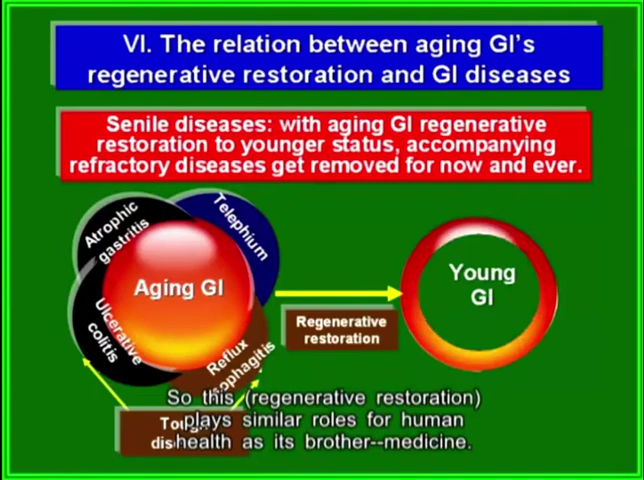 VI. The relation between aging GI's
regenerative restoration and GI diseases
Senile diseases: with aging GI regenerative
restoration to younger status, accompanying
refractory diseases get removed for now and ever.
Atrophic
gastritis
Telephium
Aging GI
Ulcerative
colitis
Reflux
Regenerative
restoration
Young
GI
So this (regenerative restoration)
plays similar roles for human
health as its brother--medicine.